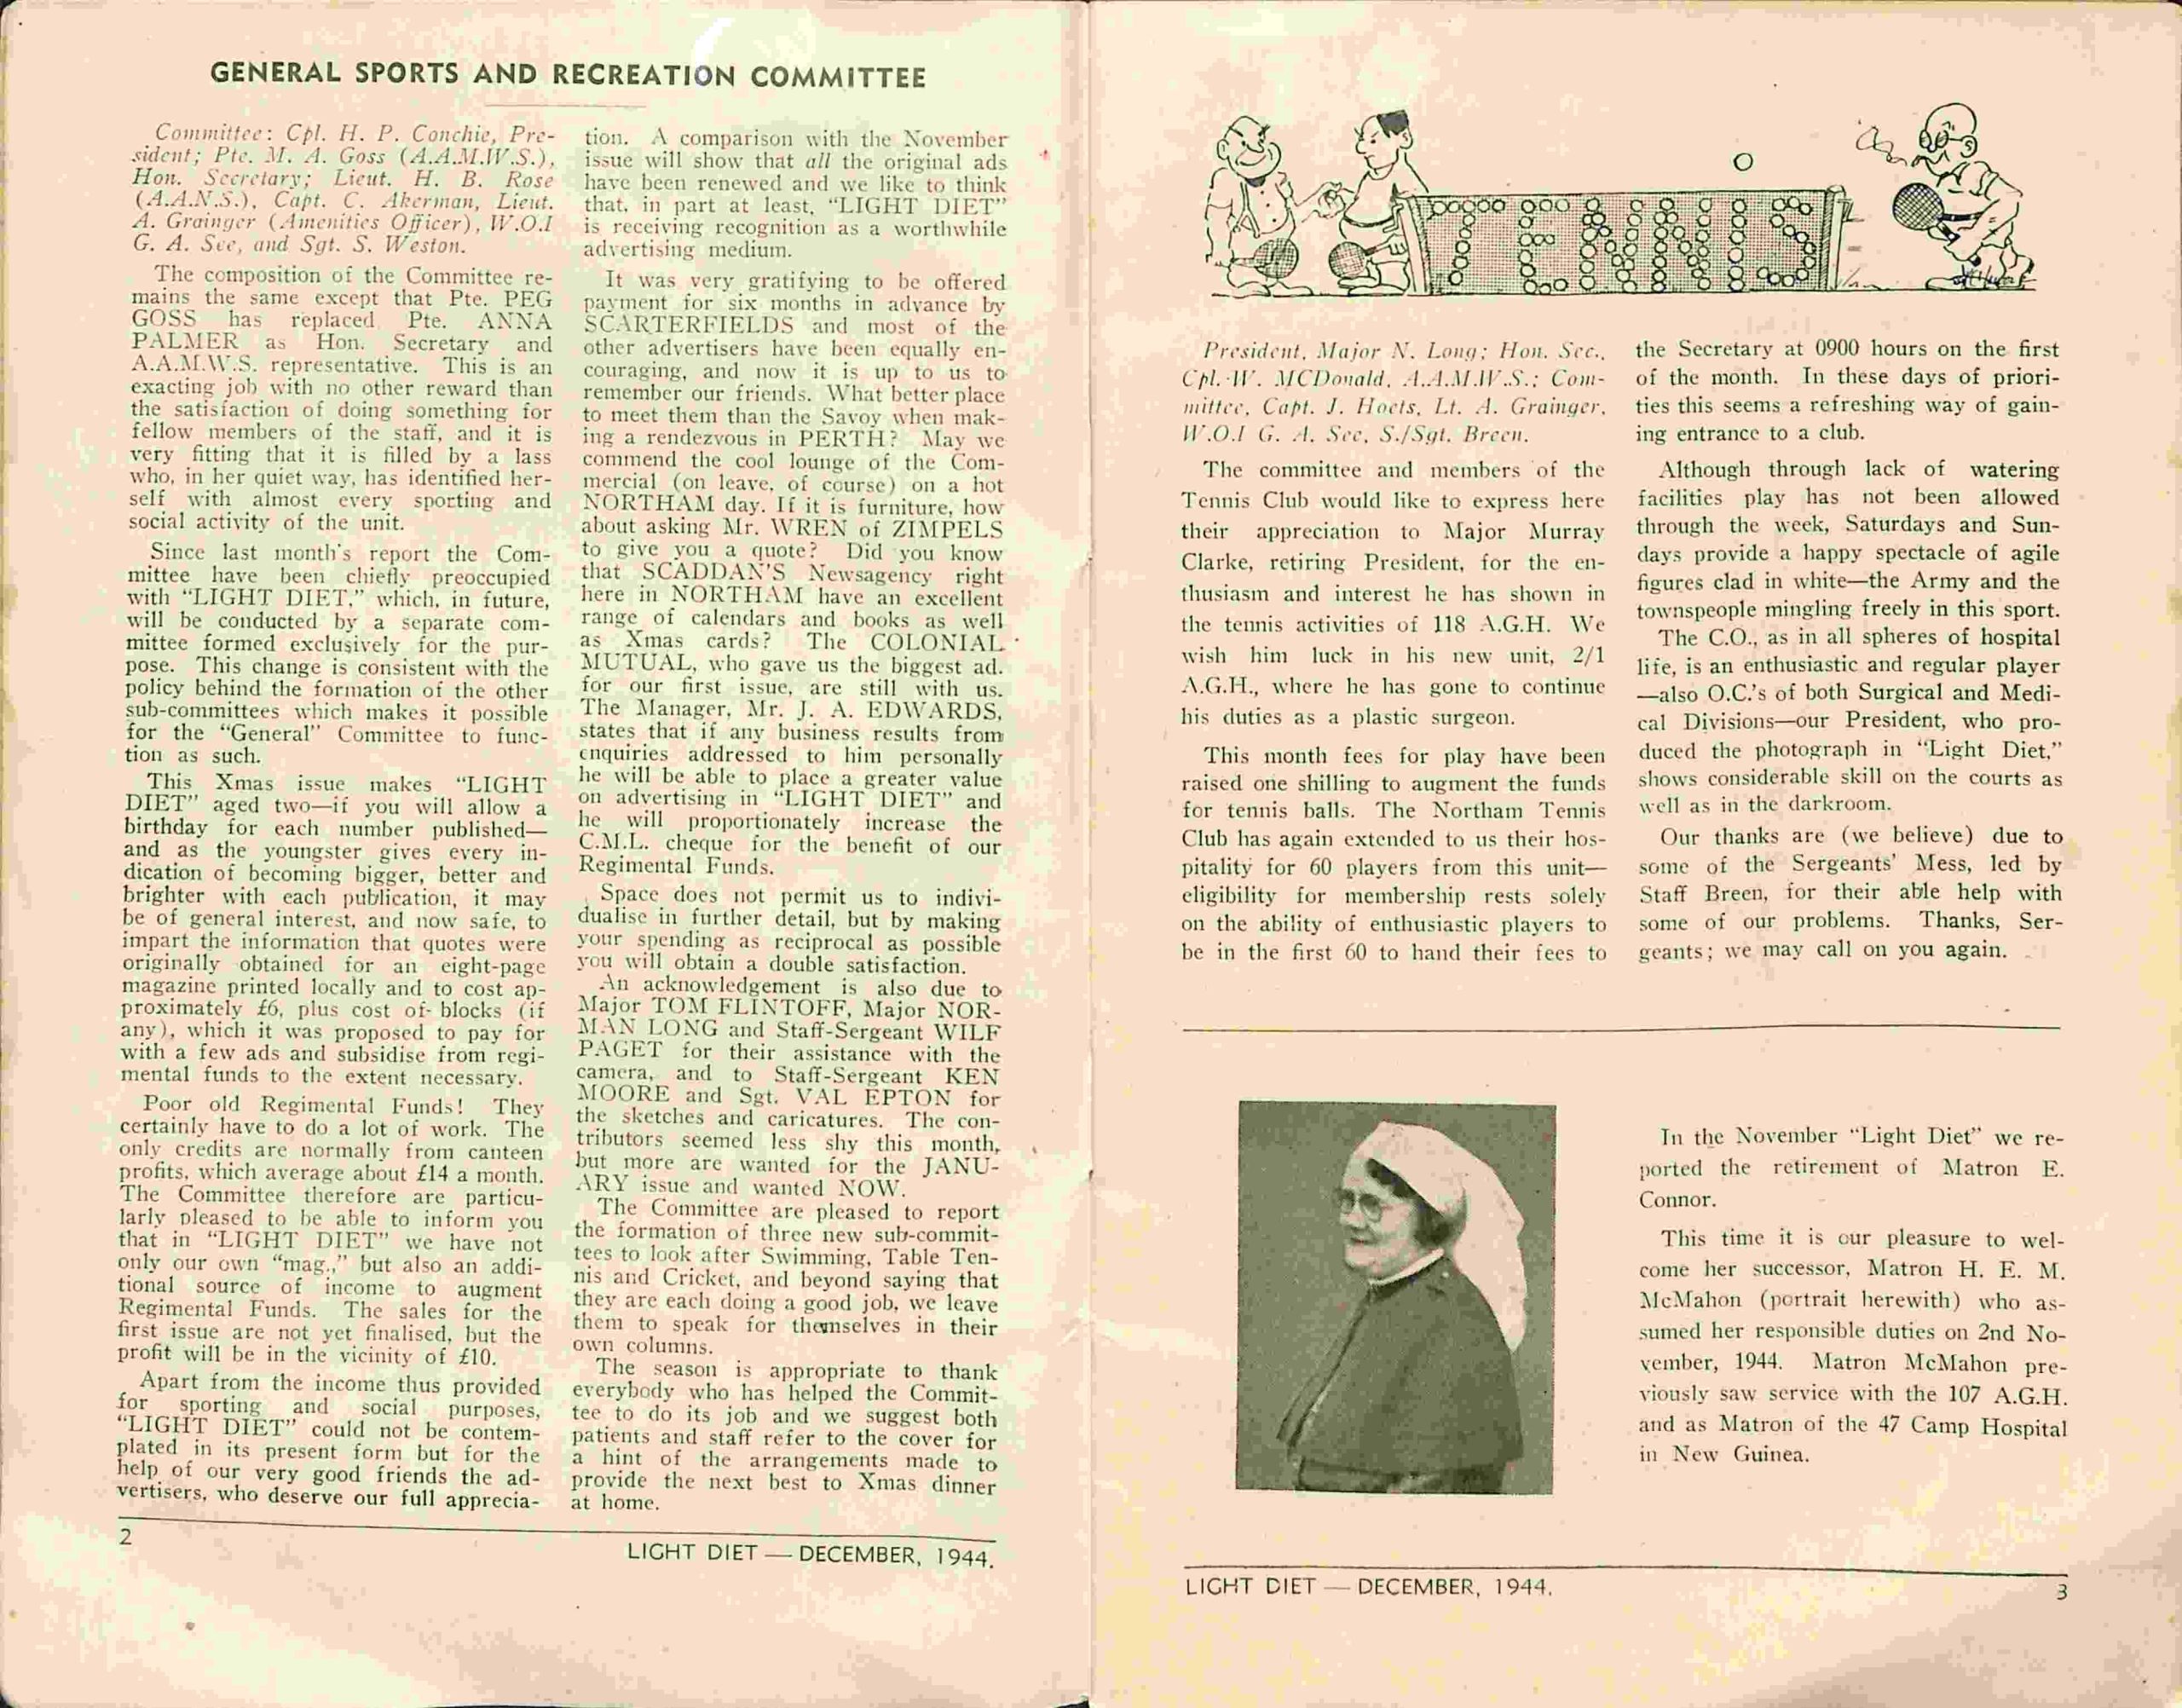 GENERAL SPORTS AND RECREATION COMMITTEE
Committee: Cpl. H. P. Conchie, Pre-
sident; Pte. M. A. Goss (A.A.M.W.S.),
Hon. Secretary; Lieut. H. B. Rose
(A.A.N.S.), Capt. C. Akerman, Lieut.
A. Grainger (Amenities Officer), W.O.I
G. A. See, and Sgt. S. Weston.
The composition of the Committee re-
mains the same except that Pte. PEG
GOSS has replaced Pte. ANNA
PALMER as Hon. Secretary and
A.A.M.W.S. representative. This is an
exacting job with no other reward than
the satisfaction of doing something for
fellow members of the staff, and it is
very fitting that it is filled by a lass
who, in her quiet way, has identified her-
self with almost every sporting and
social activity of the unit.
Since last month's report the Com-
mittee have been chiefly preoccupied
with "LIGHT DIET," which, in future,
will be conducted by a separate com-
mittee formed exclusively for the pur-
pose. This change is consistent with the
policy behind the formation of the other
sub-committees which makes it possible
for the "General" Committee to func-
tion as such.
This Xmas issue makes "LIGHT
DIET" aged two—if you will allow a
birthday for each number published—
and as the youngster gives every in-
dication of becoming bigger, better and
brighter with each publication, it may
be of general interest, and now safe, to
impart the information that quotes were
originally obtained for an eight-page
magazine printed locally and to cost ap-
proximately £6, plus cost of blocks (if
any), which it was proposed to pay for
with a few ads and subsidise from regi-
mental funds to the extent necessary.
Poor old Regimental Funds! They
certainly have to do a lot of work. The
only credits are normally from canteen
profits, which average about £14 a month.
The Committee therefore are particu-
larly pleased to be able to inform you
that in "LIGHT DIET" we have not
only our own "mag.," but also an addi-
tional source of income to augment
Regimental Funds. The sales for the
first issue are not yet finalised, but the
profit will be in the vicinity of £10.
Apart from the income thus provided
for sporting and social purposes,
"LIGHT DIET" could not be contem-
plated in its present form but for the
help of our very good friends the ad-
vertisers, who deserve our full apprecia-
tion. A comparison with the November
issue will show that all the original ads
have been renewed and we like to think
that, in part at least, "LIGHT DIET"
is receiving recognition as a worthwhile
advertising medium.
It was very gratifying to be offered
payment for six months in advance by
SCARTERFIELDS and most of the
other advertisers have been equally en-
couraging, and now it is up to us to
remember our friends. What better place
to meet them than the Savoy when mak-
ing a rendezvous in PERTH? May we
commend the cool lounge of the Com-
mercial (on leave, of course) on a hot
NORTHAM day. If it is furniture, how
about asking Mr. WREN of ZIMPELS
to give you a quote? Did you know
that SCADDAN'S Newsagency right
here in NORTHAM have an excellent
range of calendars and books as well
as Xmas cards? The COLONIAL
MUTUAL, who gave us the biggest ad.
for our first issue, are still with us.
The Manager, Mr. J. A. EDWARDS,
states that if any business results from
enquiries addressed to him personally
he will be able to place a greater value
on advertising in "LIGHT DIET" and
he will proportionately increase the
C.M.L. cheque for the benefit of our
Regimental Funds.
Space does not permit us to indivi-
dualise in further detail, but by making
your spending as reciprocal as possible
you will obtain a double satisfaction.
An acknowledgement is also due to
Major TOM FLINTOFF, Major NOR-
MAN LONG and Staff-Sergeant WILF
PAGET for their assistance with the
camera, and to Staff-Sergeant KEN
MOORE and Sgt. VAL EPTON for
the sketches and caricatures. The con-
tributors seemed less shy this month,
but more are wanted for the JANU-
ARY issue and wanted NOW.
The Committee are pleased to report
the formation of three new sub-commit-
tees to look after Swimming, Table Ten-
nis and Cricket, and beyond saying that
they are each doing a good job, we leave
them to speak for themselves in their
own columns.
The season is appropriate to thank
everybody who has helped the Commit-
tee to do its job and we suggest both
patients and staff refer to the cover for
a hint of the arrangements made to
provide the next best to Xmas dinner
at home.
2
LIGHT DIET — DECEMBER, 1944.
TENNIS
President, Major N. Long; Hon. Sec.,
Cpl. W. MCDonald, A.A.M.W.S.; Com-
mittee, Capt. J. Hoets, Lt. A. Grainger,
W.O.I G. A. See, S./Sgt. Breen.
The committee and members of the
Tennis Club would like to express here
their appreciation to Major Murray
Clarke, retiring President, for the en-
thusiasm and interest he has shown in
the tennis activities of 118 A.G.H. We
wish him luck in his new unit, 2/1
A.G.H., where he has gone to continue
his duties as a plastic surgeon.
This month fees for play have been
raised one shilling to augment the funds
for tennis balls. The Northam Tennis
Club has again extended to us their hos-
pitality for 60 players from this unit—
eligibility for membership rests solely
on the ability of enthusiastic players to
be in the first 60 to hand their fees to
the Secretary at 0900 hours on the first
of the month. In these days of priori-
ties this seems a refreshing way of gain-
ing entrance to a club.
Although through lack of watering
facilities play has not been allowed
through the week, Saturdays and Sun-
days provide a happy spectacle of agile
figures clad in white—the Army and the
townspeople mingling freely in this sport.
The C.O., as in all spheres of hospital
life, is an enthusiastic and regular player
—also O.C.'s of both Surgical and Medi-
cal Divisions—our President, who pro-
duced the photograph in "Light Diet,"
shows considerable skill on the courts as
well as in the darkroom.
Our thanks are (we believe) due to
some of the Sergeants' Mess, led by
Staff Breen, for their able help with
some of our problems. Thanks, Ser-
geants; we may call on you again.
In the November "Light Diet" we re-
ported the retirement of Matron E.
Connor.
This time it is our pleasure to wel-
come her successor, Matron H. E. M.
McMahon (portrait herewith) who as-
sumed her responsible duties on 2nd No-
vember, 1944. Matron McMahon pre-
viously saw service with the 107 A.G.H.
and as Matron of the 47 Camp Hospital
in New Guinea.
LIGHT DIET — DECEMBER, 1944.
3